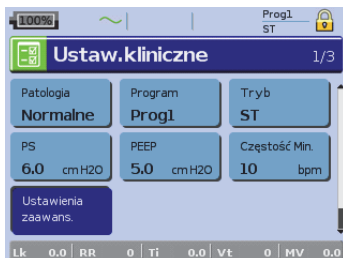 100% Prog1
ST
Ustaw.kliniczne 1/3
Patologia Program Tryb
Normalne Prog1 ST
PS PEEP Częstość Min.
6.0 cmH2O 5.0 cmH2O 10 bpm
Ustawienia
zaawans.
Lk 0.0 RR 0 Ti 0.0 Vt 0 MV 0.0